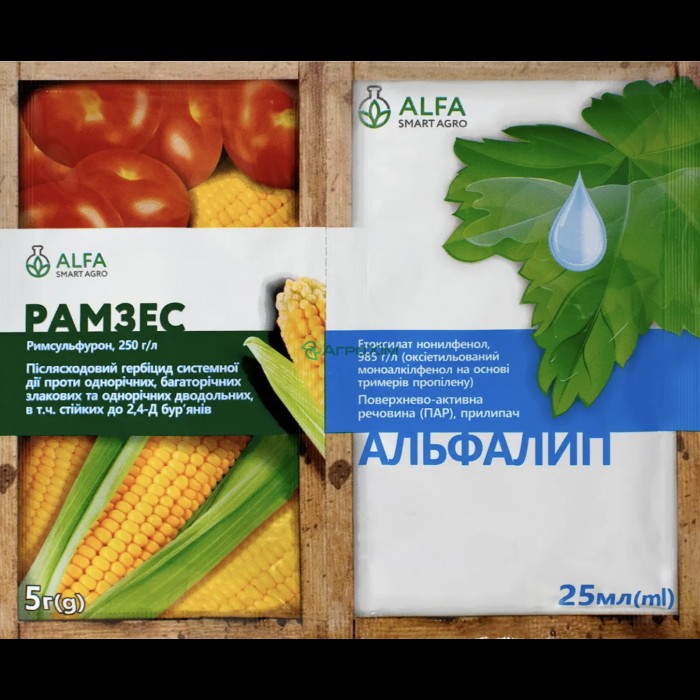 ALFA
SMART AGRO
РАМЗЕС
Римсульфурон, 250 г/л
Післясходовий гербіцид системної
дії проти однорічних, багаторічних
злакових та однорічних дводольних,
в т.ч. стійких до 2,4-Д бур'янів
5г(g)
ALFA
SMART AGRO
Етоксилат нонилфенол,
985 г/л (оксіетильований
моноалкілфенол на основі
тримерів пропілену)
Поверхнево-активна
речовина (ПАР), прилипач
АЛЬФАЛИП
25мл(ml)